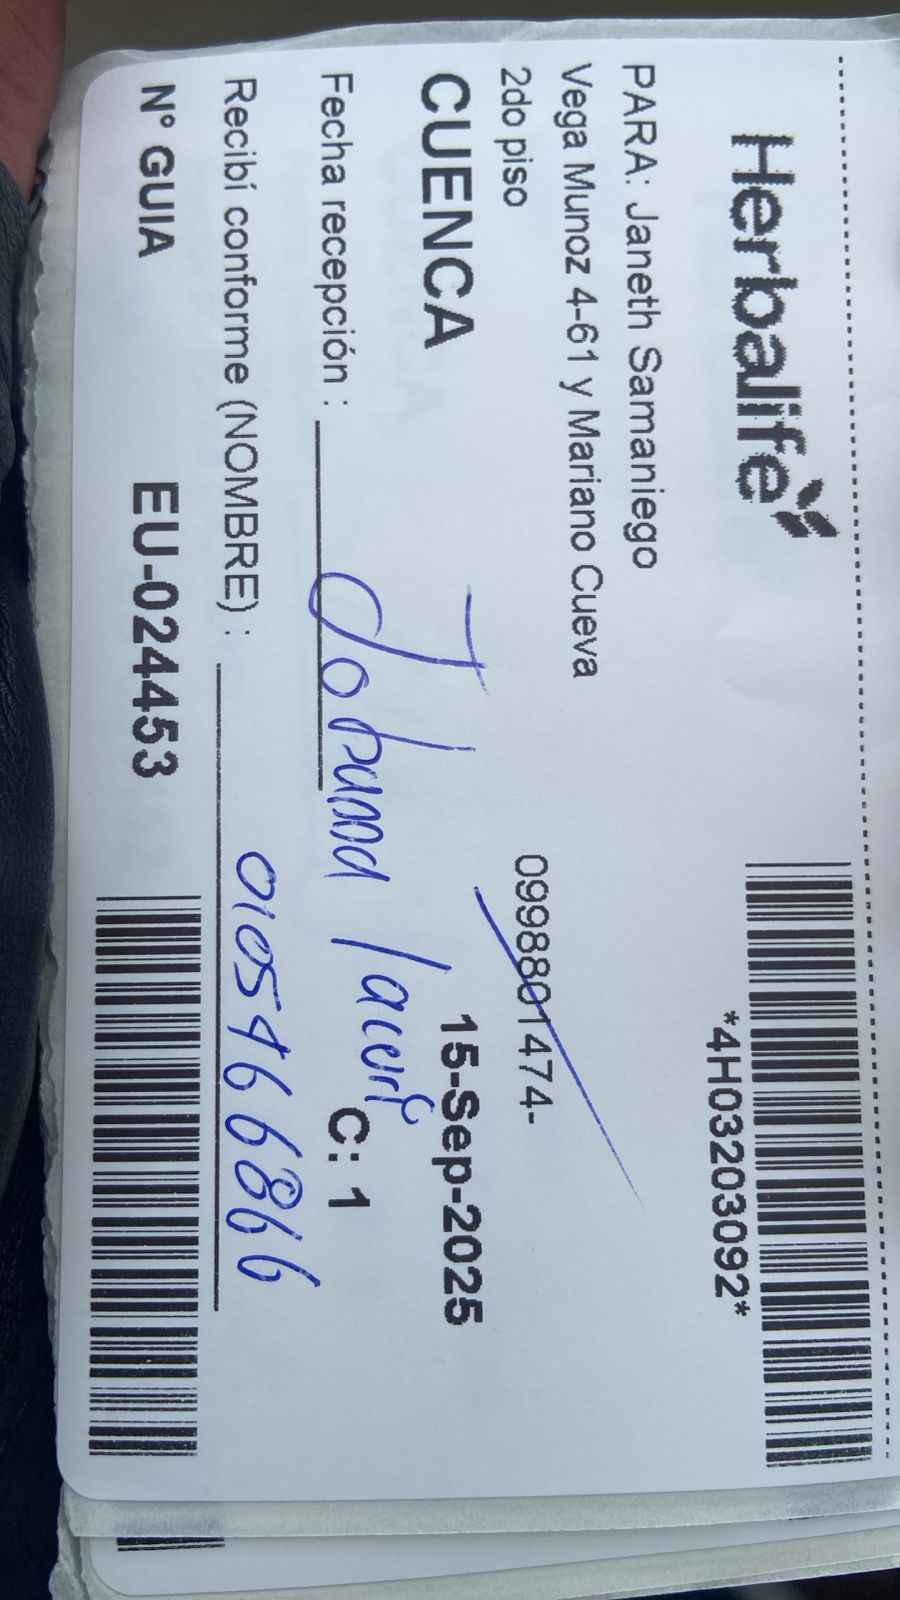 Herbalife
*4H03203092*
PARA: Janeth Samaniego
Vega Munoz 4-61 y Mariano Cueva
2do piso
0998801474-
CUENCA
15-Sep-2025
Fecha recepción :
C: 1
Recibí conforme (NOMBRE) :
0105466866
Nº GUIA
EU-024453